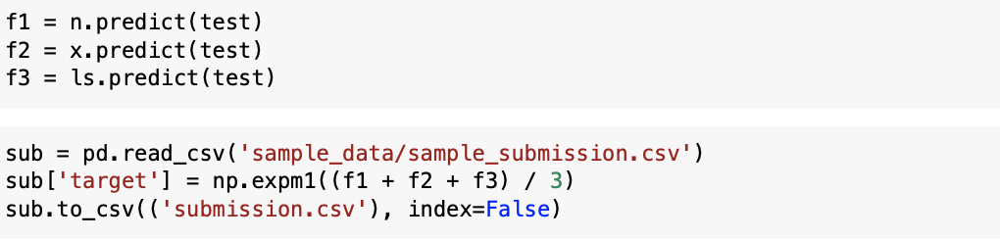 f1 = n.predict(test)
f2 = x.predict(test)
f3 = ls.predict(test)
sub = pd.read_csv('sample_data/sample_submission.csv')
sub['target'] = np.expm1((f1 + f2 + f3) / 3)
sub.to_csv(('submission.csv'), index=False)